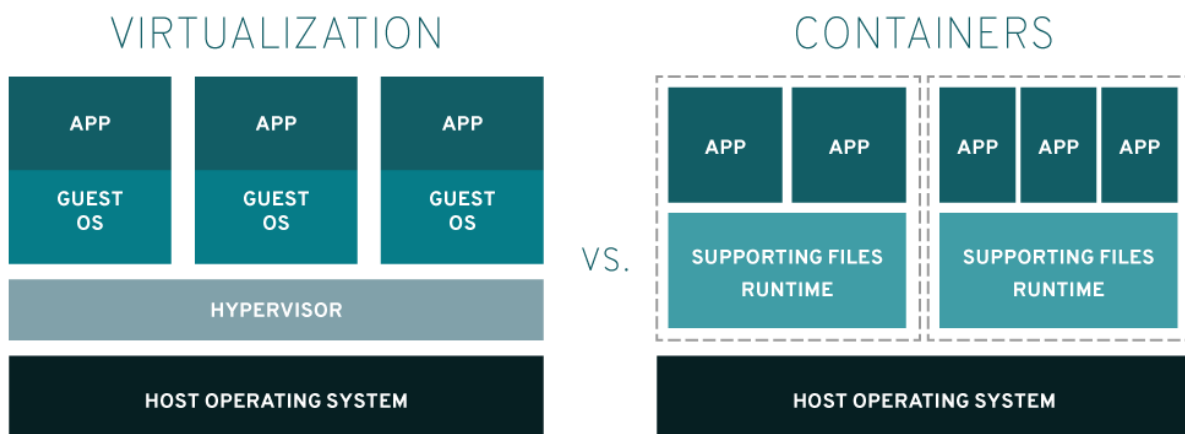 VIRTUALIZATION
APP
APP
APP
GUEST
OS
GUEST
OS
GUEST
OS
HYPERVISOR
HOST OPERATING SYSTEM
VS.
CONTAINERS
APP
APP
APP
APP
APP
SUPPORTING FILES
RUNTIME
SUPPORTING FILES
RUNTIME
HOST OPERATING SYSTEM